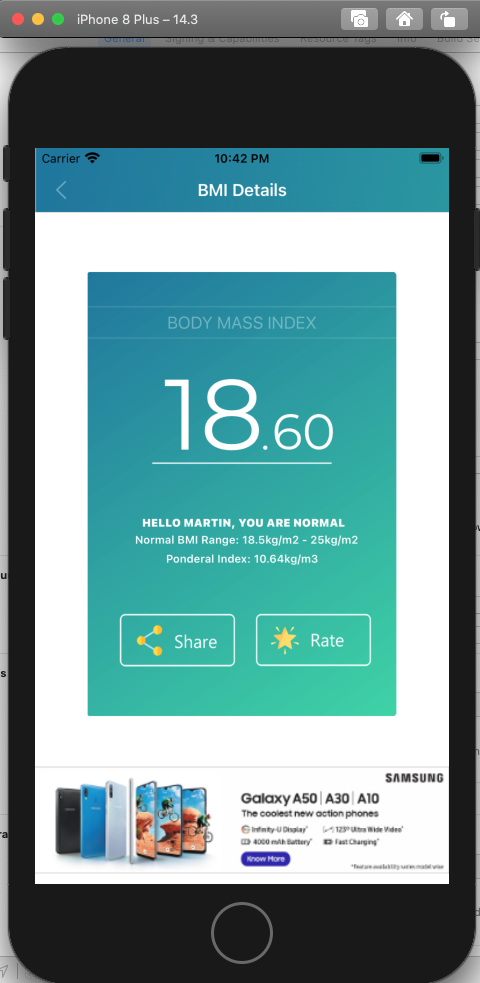 iPhone 8 Plus – 14.3
General Signing & Capabilities Resource Tags Info Build Se
Carrier 10:42 PM
BMI Details
BODY MASS INDEX
18.60
HELLO MARTIN, YOU ARE NORMAL
Normal BMI Range: 18.5kg/m2 - 25kg/m2
Ponderal Index: 10.64kg/m3
Share Rate
SAMSUNG
Galaxy A50 | A30 | A10
The coolest new action phones
Infinity-U Display* 123° Ultra Wide Video*
4000 mAh Battery* Fast Charging*
Know More
*Feature availability varies model wise